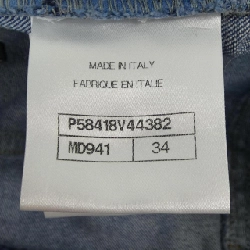 MADE IN ITALY
FABRIQUE EN ITALIE
P58418V44382
MD941 34